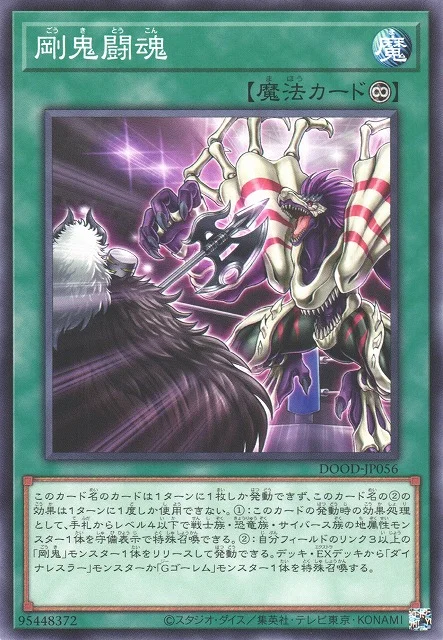 剛鬼闘魂
ごうきとうこん
魔
まほう
【魔法カード】
DOOD-JP056
このカード名のカードは1ターンに1枚しか発動できず、このカード名の②の
効果は1ターンに1度しか使用できない。①:このカードの発動時の効果処理
として、手札からレベル4以下で戦士族・恐竜族・サイバース族の地属性モン
スター1体を守備表示で特殊召喚できる。②:自分フィールドのリンク3以上の
「剛鬼」モンスター1体をリリースして発動できる。デッキ・EXデッキから「ダイ
ナレスラー」モンスターか「Gゴーレム」モンスター1体を特殊召喚する。
95448372
©スタジオ・ダイス/集英社・テレビ東京・KONAMI